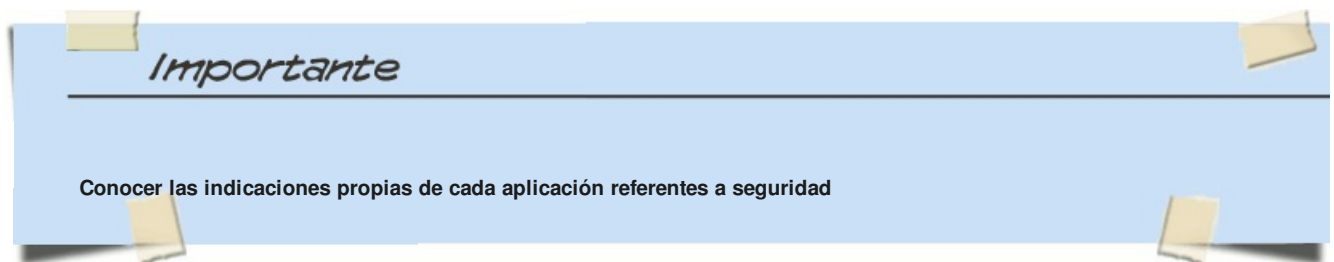 Importante
Conocer las indicaciones propias de cada aplicación referentes a seguridad